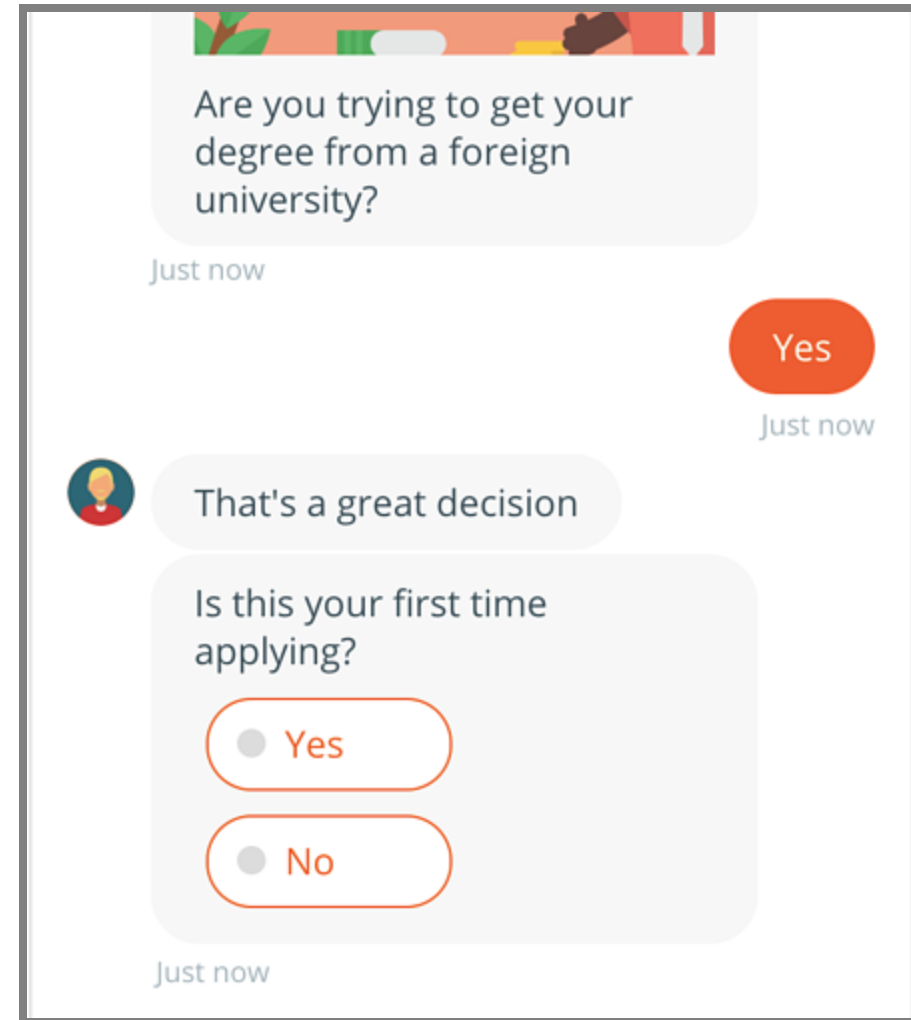 Are you trying to get your
degree from a foreign
university?
Just now
Yes
Just now
That's a great decision
Is this your first time
applying?
Yes
No
Just now